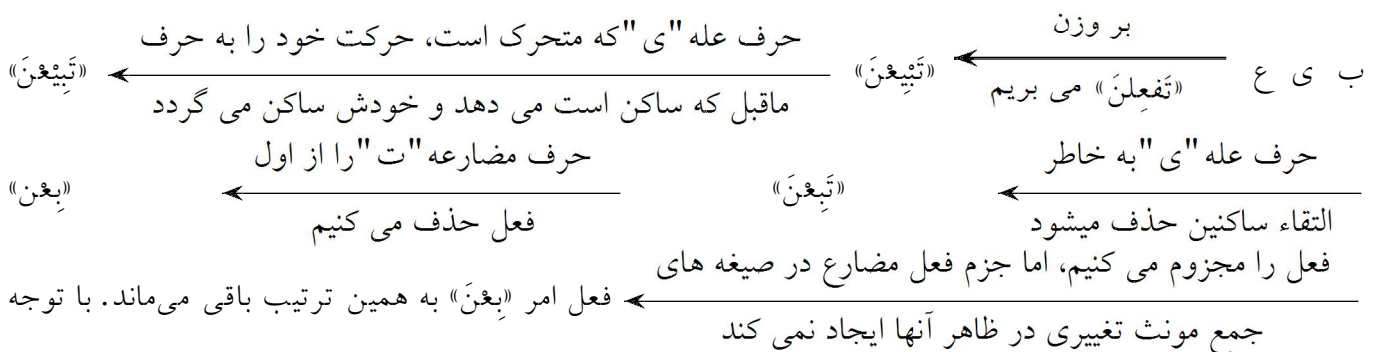 بر وزن
حرف عله "ی" که متحرک است، حرکت خود را به حرف
ب ی ع «تَبْیِعْنَ» «تَبِیْعْنَ»
«تَفعِلنَ» می بریم
ماقبل که ساکن است می دهد و خودش ساکن می گردد
حرف عله "ی" به خاطر حرف مضارعه "ت" را از اول
«تَبِعْنَ» «بِعْن»
التقاء ساکنین حذف میشود فعل حذف می کنیم
فعل را مجزوم می کنیم، اما جزم فعل مضارع در صیغه های
فعل امر «بِعْنَ» به همین ترتیب باقی می‌ماند. با توجه
جمع مونث تغییری در ظاهر آنها ایجاد نمی کند